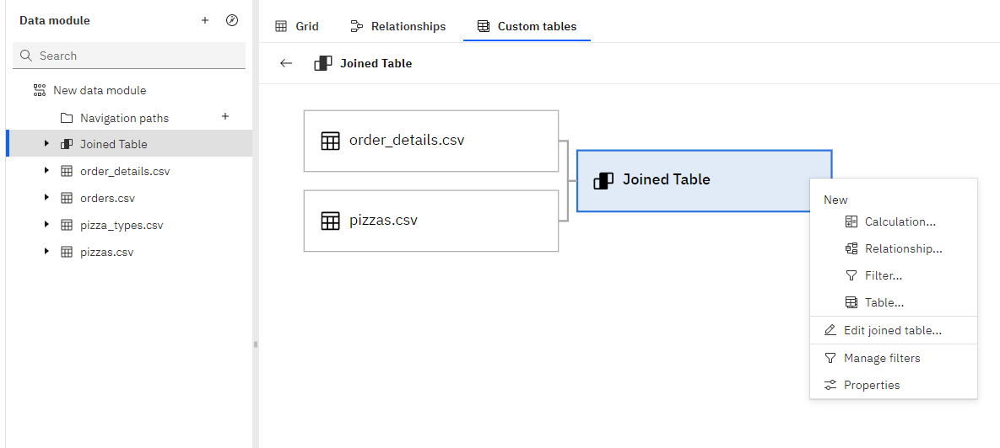 Data module
Search
New data module
Navigation paths
Joined Table
order_details.csv
orders.csv
pizza_types.csv
pizzas.csv
Grid
Relationships
Custom tables
Joined Table
order_details.csv
pizzas.csv
Joined Table
New
Calculation...
Relationship...
Filter...
Table...
Edit joined table...
Manage filters
Properties